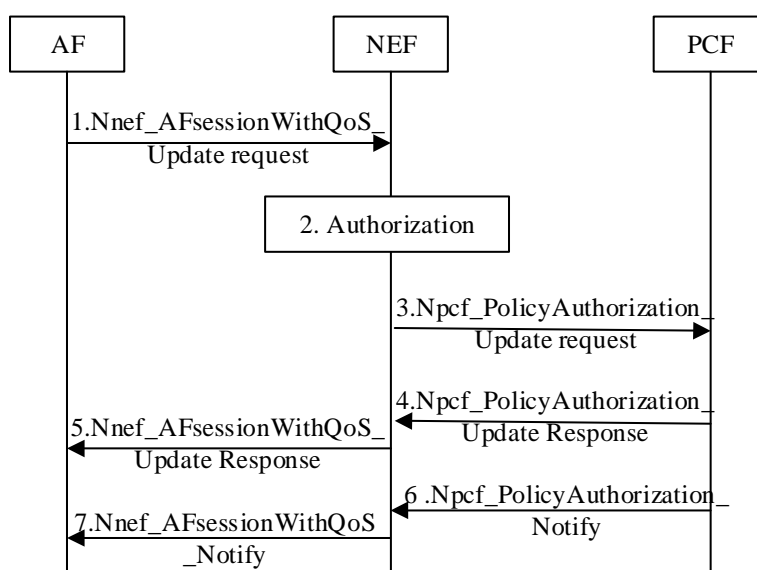 AF
NEF
PCF
1.Nnef_AFsessionWithQoS_
Update request
2. Authorization
3.Npcf_PolicyAuthorization_
Update request
4.Npcf_PolicyAuthorization_
Update Response
5.Nnef_AFsessionWithQoS_
Update Response
6 .Npcf_PolicyAuthorization_
Notify
7.Nnef_AFsessionWithQoS
_Notify